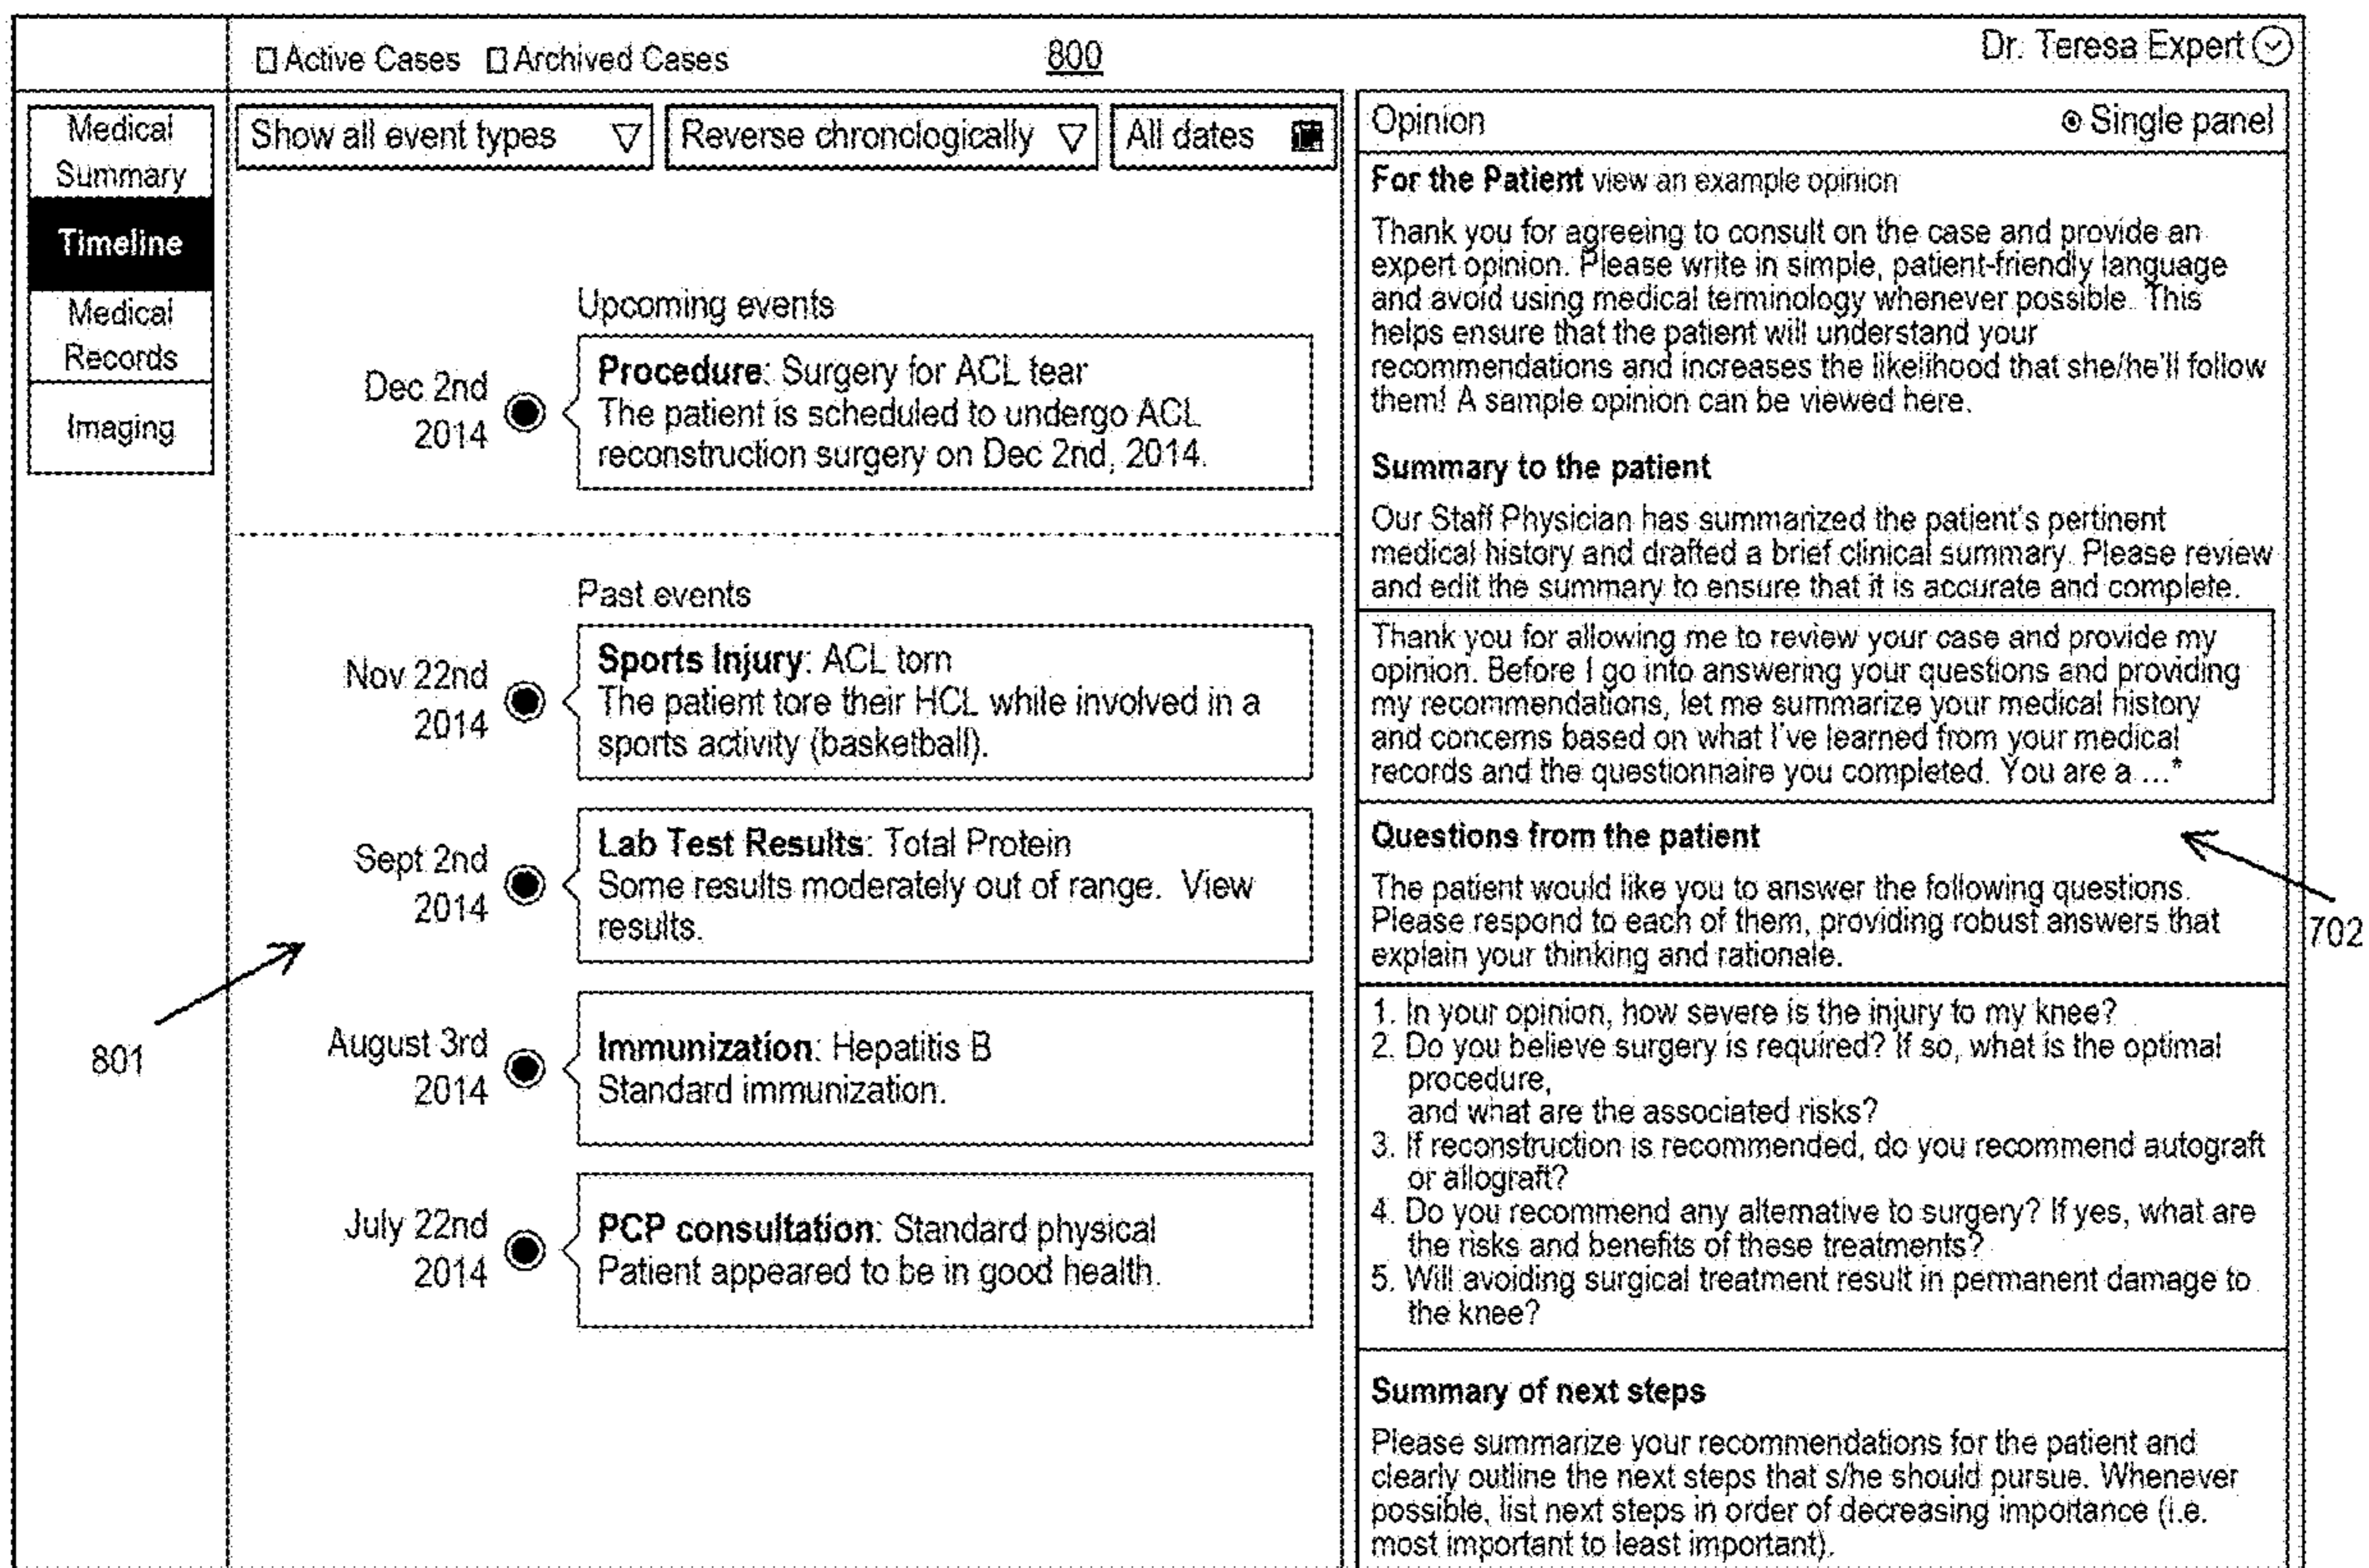 Active Cases Archived Cases
800
Dr. Teresa Expert
Medical
Summary
Timeline
Medical
Records
Imaging
Show all event types
Reverse chronologically
All dates
Upcoming events
Dec 2nd
2014
Procedure: Surgery for ACL tear
The patient is scheduled to undergo ACL
reconstruction surgery on Dec 2nd, 2014.
Past events
Nov 22nd
2014
Sports Injury: ACL torn
The patient tore their HCL while involved in a
sports activity (basketball).
Sept 2nd
2014
Lab Test Results: Total Protein
Some results moderately out of range. View
results.
801
August 3rd
2014
Immunization: Hepatitis B
Standard immunization.
July 22nd
2014
PCP consultation: Standard physical
Patient appeared to be in good health.
Opinion
Single panel
For the Patient view an example opinion
Thank you for agreeing to consult on the case and provide an
expert opinion. Please write in simple, patient-friendly language
and avoid using medical terminology whenever possible. This
helps ensure that the patient will understand your
recommendations and increases the likelihood that she/he'll follow
them! A sample opinion can be viewed here.
Summary to the patient
Our Staff Physician has summarized the patient's pertinent
medical history and drafted a brief clinical summary. Please review
and edit the summary to ensure that it is accurate and complete.
Thank you for allowing me to review your case and provide my
opinion. Before I go into answering your questions and providing
my recommendations, let me summarize your medical history
and concerns based on what I've learned from your medical
records and the questionnaire you completed. You are a ...*
Questions from the patient
The patient would like you to answer the following questions.
Please respond to each of them, providing robust answers that
explain your thinking and rationale.
702
1. In your opinion, how severe is the injury to my knee?
2. Do you believe surgery is required? If so, what is the optimal
procedure,
and what are the associated risks?
3. If reconstruction is recommended, do you recommend autograft
or allograft?
4. Do you recommend any alternative to surgery? If yes, what are
the risks and benefits of these treatments?
5. Will avoiding surgical treatment result in permanent damage to
the knee?
Summary of next steps
Please summarize your recommendations for the patient and
clearly outline the next steps that s/he should pursue. Whenever
possible, list next steps in order of decreasing importance (i.e.
most important to least important).